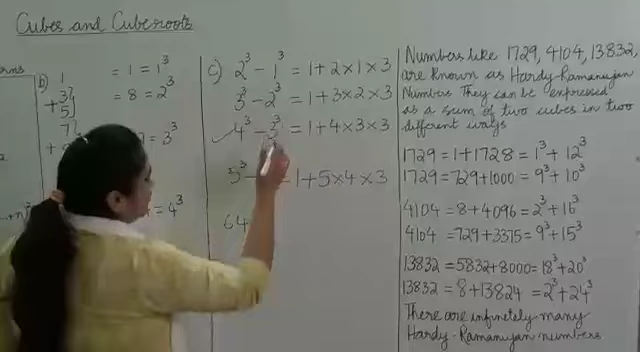 Cubes and Cuberoots
b) 1 = 1 = 1³
3
+ 5 = 8 = 2³
7
= 3³
= 4³
c) 2³ - 1³ = 1 + 2 × 1 × 3
3³ - 2³ = 1 + 3 × 2 × 3
✓ 4³ - 3³ = 1 + 4 × 3 × 3
5³ - 1 + 5 × 4 × 3
64
Numbers like 1729, 4104, 13832,
are known as Hardy-Ramanujan
Numbers They can be expressed
as a sum of two cubes in two
different ways
1729 = 1 + 1728 = 1³ + 12³
1729 = 729 + 1000 = 9³ + 10³
4104 = 8 + 4096 = 2³ + 16³
4104 = 729 + 3375 = 9³ + 15³
13832 = 5832 + 8000 = 18³ + 20³
13832 = 8 + 13824 = 2³ + 24³
There are infinitely many
Hardy-Ramanujan numbers